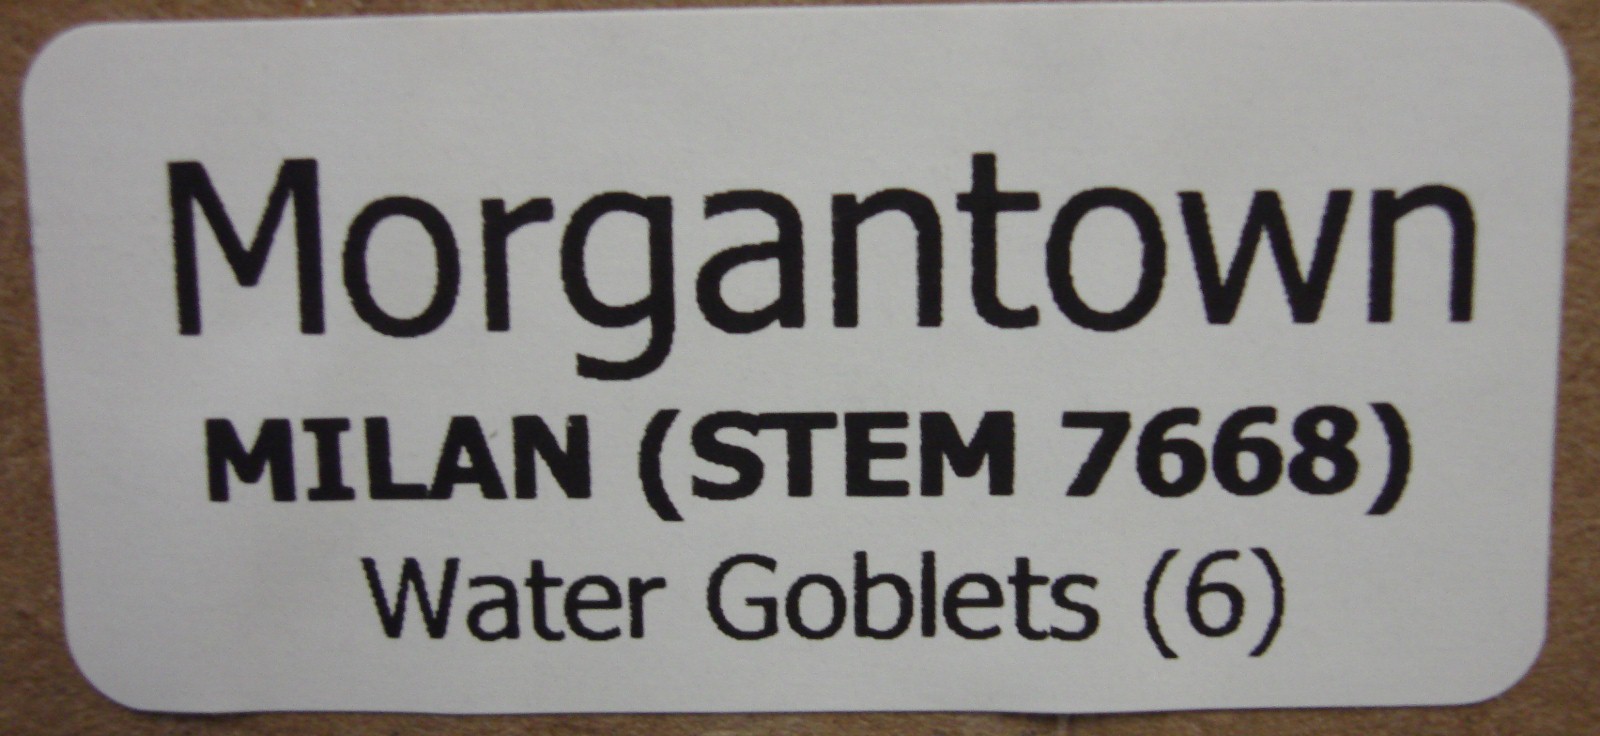 Morgantown
MILAN (STEM 7668)
Water Goblets (6)